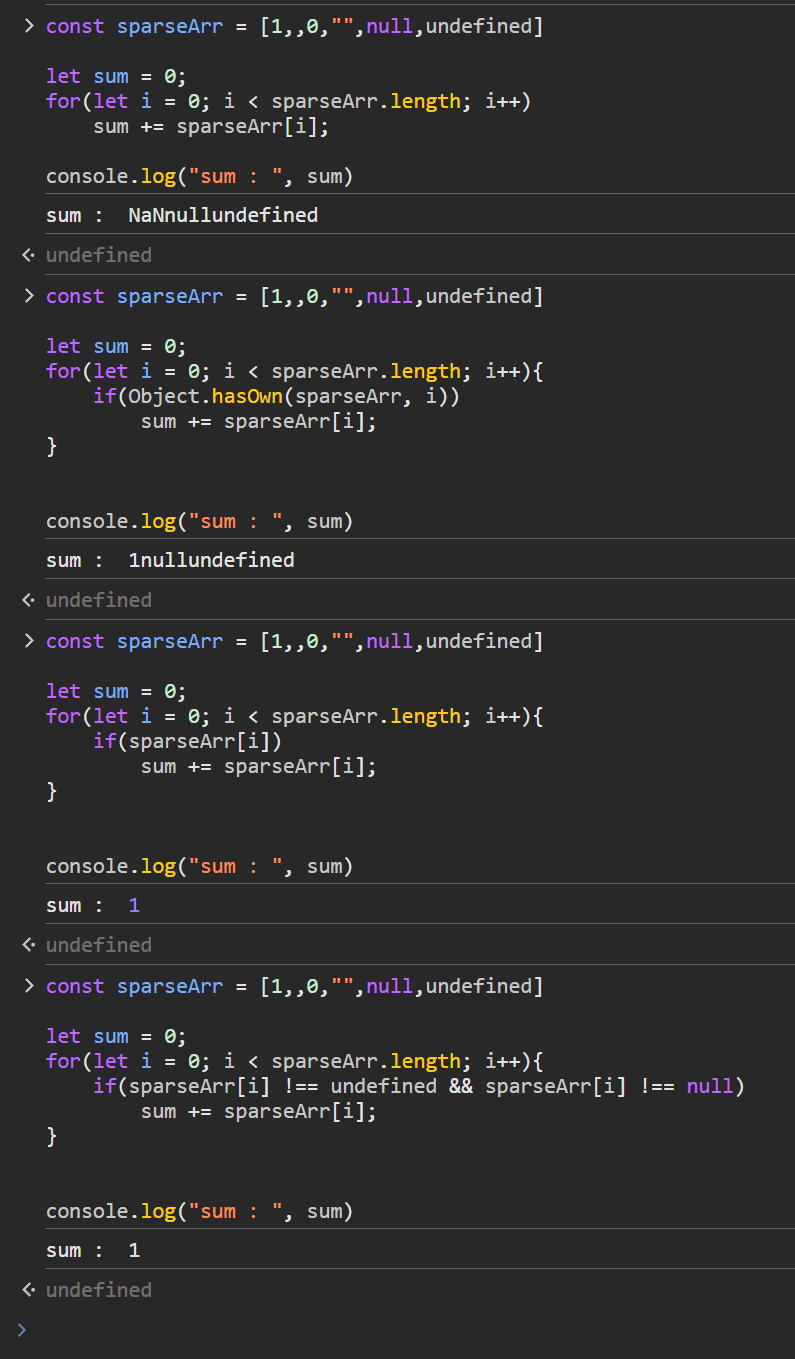 > const sparseArr = [1,,0,"",null,undefined]
let sum = 0;
for(let i = 0; i < sparseArr.length; i++)
    sum += sparseArr[i];
console.log("sum : ", sum)
sum :  NaNnullundefined
undefined
> const sparseArr = [1,,0,"",null,undefined]
let sum = 0;
for(let i = 0; i < sparseArr.length; i++){
    if(Object.hasOwn(sparseArr, i))
        sum += sparseArr[i];
}
console.log("sum : ", sum)
sum :  1nullundefined
undefined
> const sparseArr = [1,,0,"",null,undefined]
let sum = 0;
for(let i = 0; i < sparseArr.length; i++){
    if(sparseArr[i])
        sum += sparseArr[i];
}
console.log("sum : ", sum)
sum :  1
undefined
> const sparseArr = [1,,0,"",null,undefined]
let sum = 0;
for(let i = 0; i < sparseArr.length; i++){
    if(sparseArr[i] !== undefined && sparseArr[i] !== null)
        sum += sparseArr[i];
}
console.log("sum : ", sum)
sum :  1
undefined
>